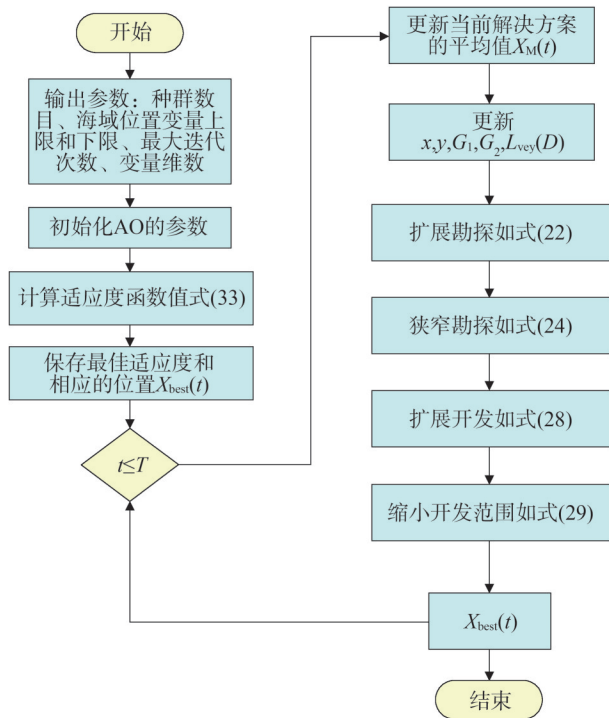 开始
输出参数：种群数
目、海域位置变量上
限和下限、最大迭代
次数、变量维数
初始化AO的参数
计算适应度函数值式(33)
保存最佳适应度和
相应的位置X_best(t)
t≤T
更新当前解决方案
的平均值X_M(t)
更新
x,y,G_1,G_2,L_vey(D)
扩展勘探如式(22)
狭窄勘探如式(24)
扩展开发如式(28)
缩小开发范围如式(29)
X_best(t)
结束